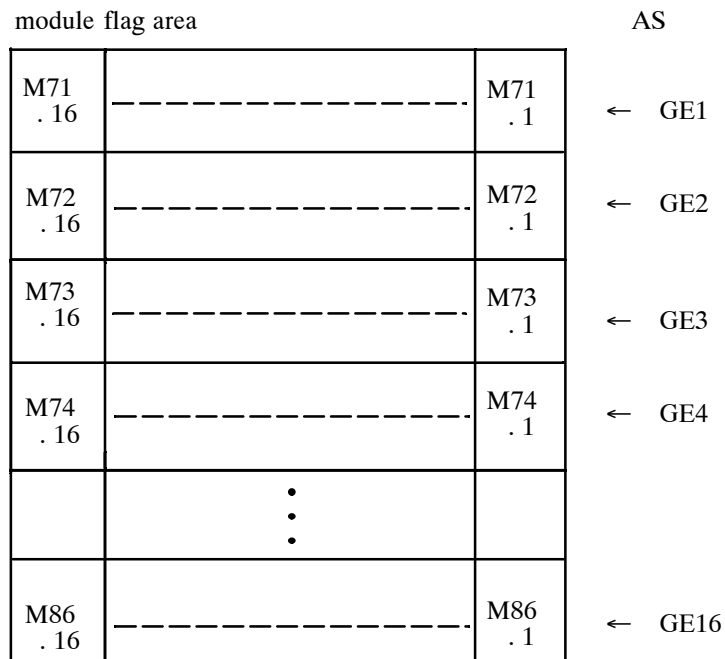 module flag area AS
M71 M71
. 16 . 1 ← GE1
M72 M72 ← GE2
. 16 . 1
M73 M73
. 16 . 1 ← GE3
M74 M74
. 16 . 1 ← GE4
M86 M86
. 16 . 1 ← GE16